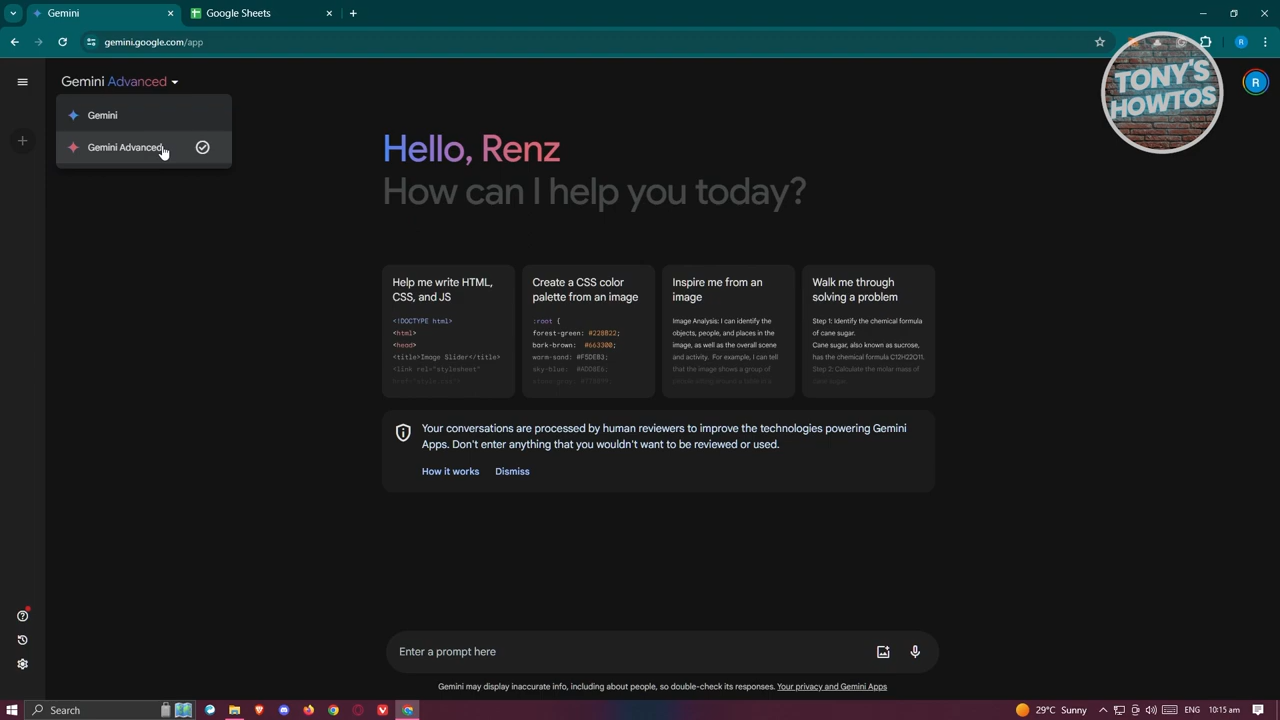 Gemini
Google Sheets
gemini.google.com/app
R
TONY'S
HOWTOS
Gemini Advanced
R
Gemini
Gemini Advanced
Hello, Renz
How can I help you today?
Help me write HTML,
CSS, and JS
<!DOCTYPE html>
<html>
<head>
<title>Image Slider</title>
<link rel="stylesheet"
Create a CSS color
palette from an image
:root {
forest-green: #228B22;
bark-brown: #663300;
warm-sand: #F5DEB3;
sky-blue: #ADD8E6;
Inspire me from an
image
Image Analysis: I can identify the
objects, people, and places in the
image, as well as the overall scene
and activity. For example, I can tell
that the image shows a group of
Walk me through
solving a problem
Step 1: Identify the chemical formula
of cane sugar.
Cane sugar, also known as sucrose,
has the chemical formula C12H22O11.
Step 2: Calculate the molar mass of
cane sugar.
Your conversations are processed by human reviewers to improve the technologies powering Gemini
Apps. Don't enter anything that you wouldn't want to be reviewed or used.
How it works Dismiss
Enter a prompt here
Gemini may display inaccurate info, including about people, so double-check its responses. Your privacy and Gemini Apps
Search
29°C Sunny
ENG
10:15 am